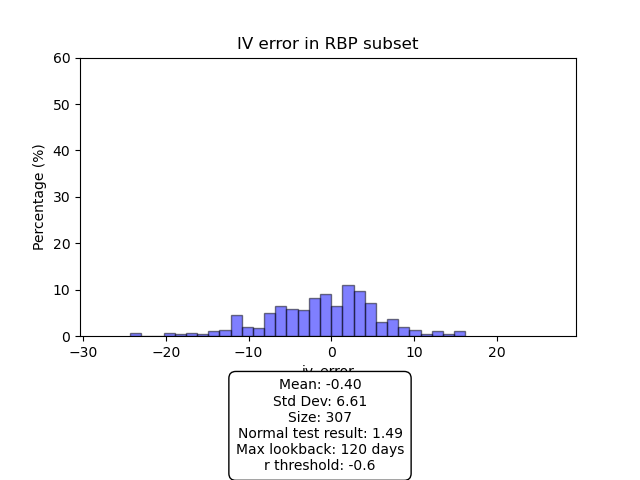 IV error in RBP subset
60
50
40
30
20
10
0
Percentage (%)
−30 −20 −10 0 10 20
iv_error
Mean: -0.40
Std Dev: 6.61
Size: 307
Normal test result: 1.49
Max lookback: 120 days
r threshold: -0.6